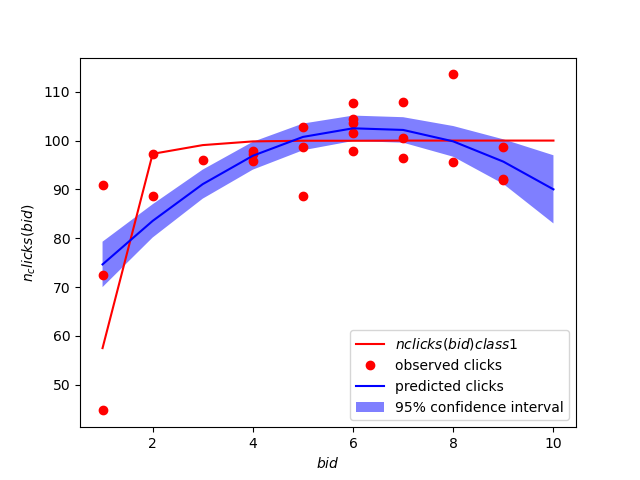 110
100
90
80
70
60
50
n_clicks(bid)
nclicks(bid)class1
observed clicks
predicted clicks
95% confidence interval
2
4
6
8
10
bid